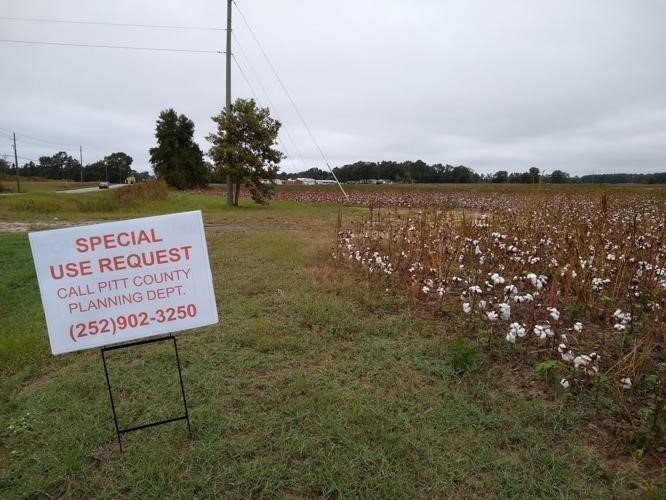 SPECIAL
USE REQUEST
CALL PITT COUNTY
PLANNING DEPT.
(252)902-3250